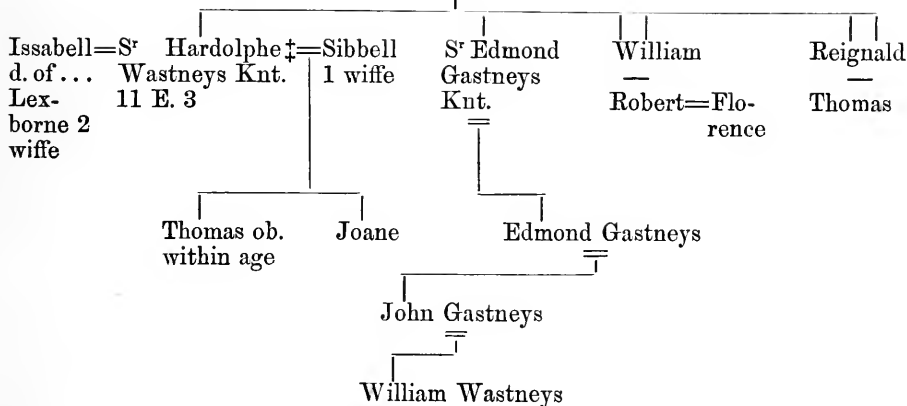 Issabell=Sʳ Hardolphe ‡=Sibbell Sʳ Edmond William Reignald
d. of ... Wastneys Knt. 1 wiffe Gastneys
Lex- 11 E. 3 Knt. Robert=Flo- Thomas
borne 2 rence
wiffe
Thomas ob. Joane Edmond Gastneys
within age
John Gastneys
William Wastneys